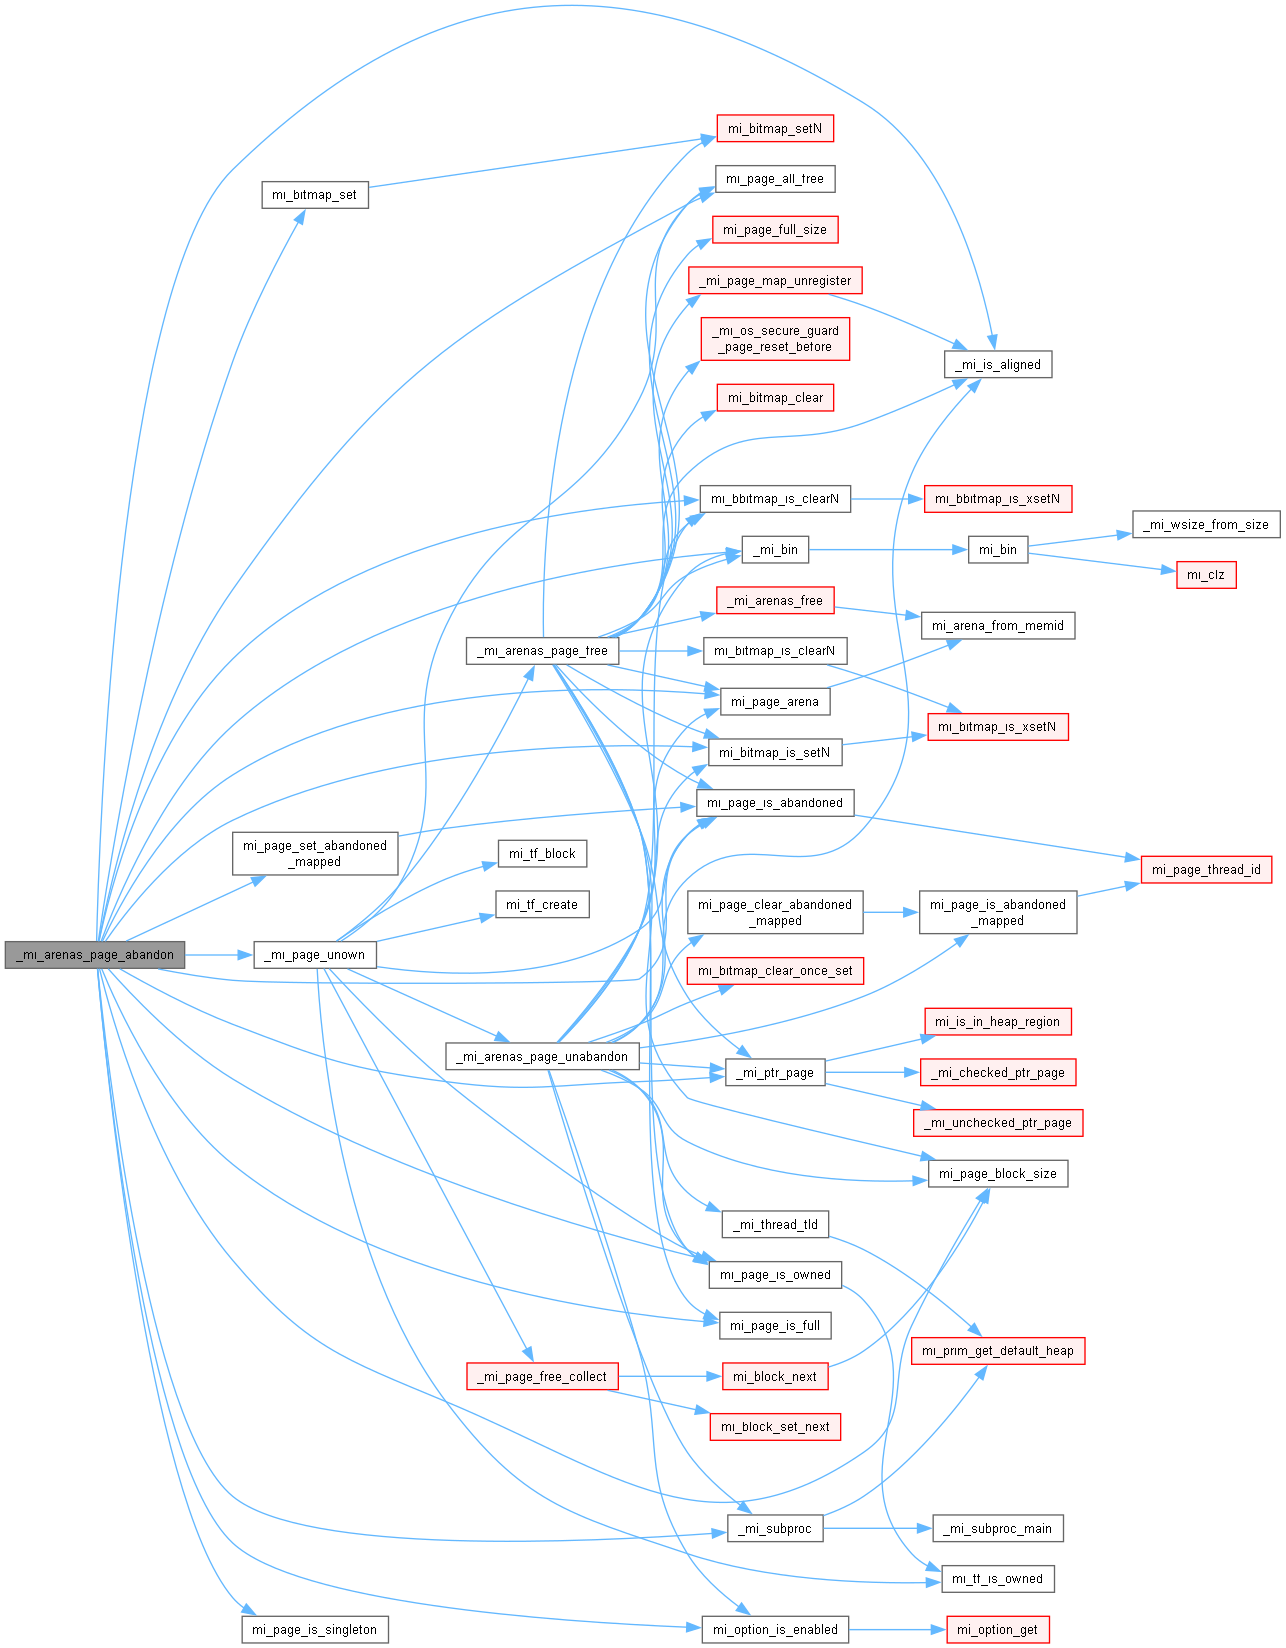 mi_bitmap_setN
mi_page_all_free
mi_bitmap_set
mi_page_full_size
_mi_page_map_unregister
_mi_os_secure_guard
_page_reset_before
_mi_is_aligned
mi_bitmap_clear
mi_bbitmap_is_clearN
mi_bbitmap_is_xsetN
_mi_wsize_from_size
_mi_bin
mi_bin
mi_clz
_mi_arenas_free
mi_arena_from_memid
_mi_arenas_page_free
mi_bitmap_is_clearN
mi_page_arena
mi_bitmap_is_xsetN
mi_bitmap_is_setN
mi_page_is_abandoned
mi_page_set_abandoned
_mapped
mi_tf_block
mi_page_thread_id
mi_tf_create
mi_page_clear_abandoned
_mapped
mi_page_is_abandoned
_mapped
_mi_arenas_page_abandon
_mi_page_unown
mi_bitmap_clear_once_set
mi_is_in_heap_region
_mi_arenas_page_unabandon
_mi_ptr_page
_mi_checked_ptr_page
_mi_unchecked_ptr_page
mi_page_block_size
_mi_thread_tld
mi_page_is_owned
mi_page_is_full
mi_prim_get_default_heap
_mi_page_free_collect
mi_block_next
mi_block_set_next
_mi_subproc
_mi_subproc_main
mi_tf_is_owned
mi_page_is_singleton
mi_option_is_enabled
mi_option_get